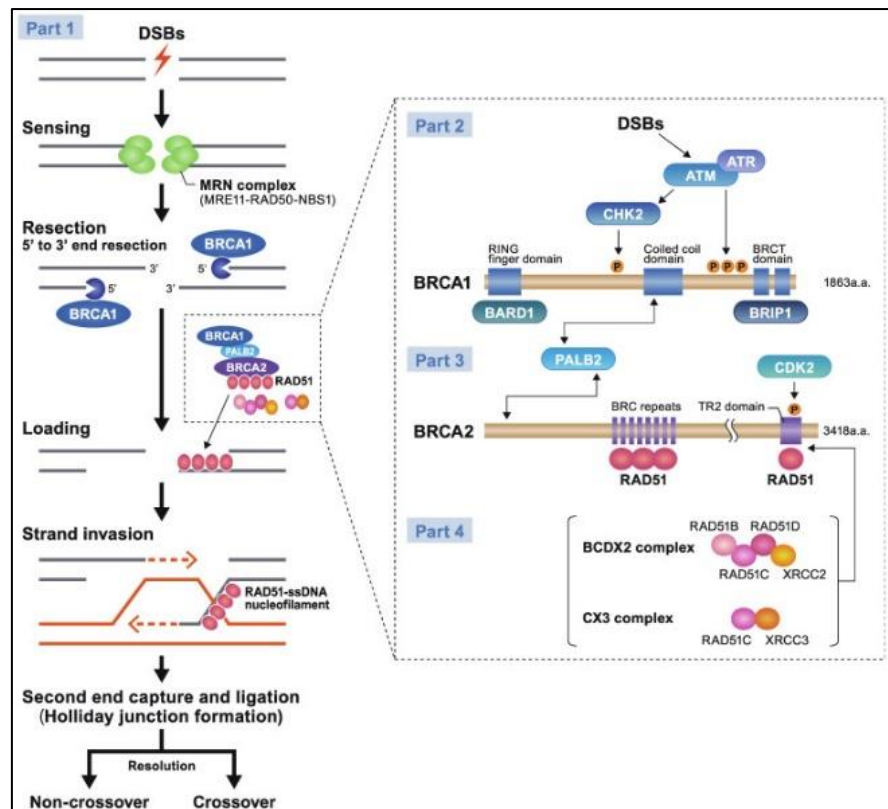 Part 1
DSBs
Sensing
MRN complex
(MRE11-RAD50-NBS1)
Resection
5' to 3' end resection
BRCA1
3'
5'
5'
3'
BRCA1
BRCA1
PALB2
BRCA2
RAD51
Loading
Strand invasion
RAD51-ssDNA
nucleofilament
Second end capture and ligation
(Holliday junction formation)
Resolution
Non-crossover
Crossover
Part 2
DSBs
ATR
ATM
CHK2
RING
finger domain
P
Coiled coil
domain
P P P
BRCT
domain
BRCA1
1863a.a.
BARD1
BRIP1
Part 3
PALB2
CDK2
BRC repeats
TR2 domain
P
BRCA2
3418a.a.
RAD51
RAD51
Part 4
RAD51B
RAD51D
BCDX2 complex
RAD51C
XRCC2
CX3 complex
RAD51C
XRCC3